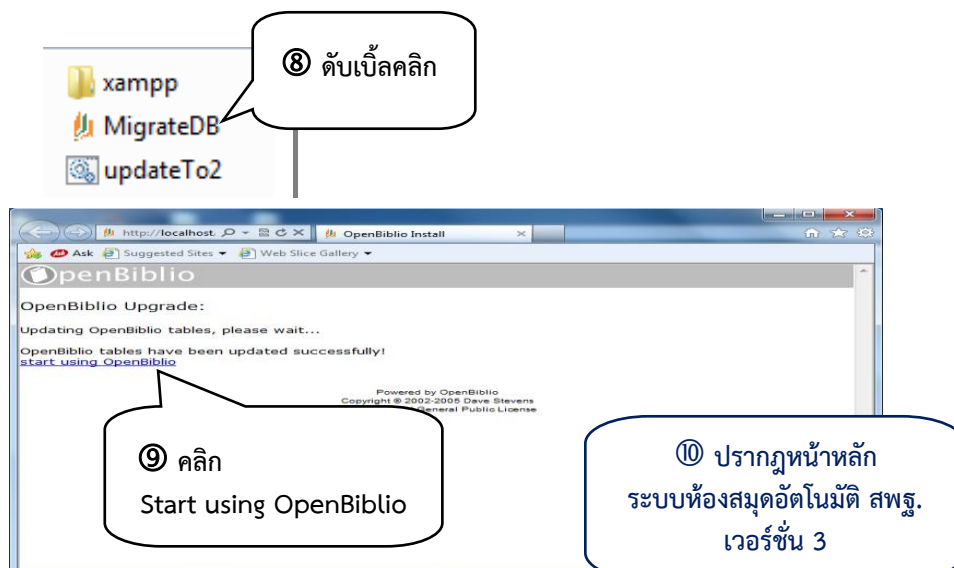 ⑧ ดับเบิ้ลคลิก
xampp
MigrateDB
updateTo2
http://localhost
OpenBiblio Install
Ask Suggested Sites Web Slice Gallery
OpenBiblio
OpenBiblio Upgrade:
Updating OpenBiblio tables, please wait...
OpenBiblio tables have been updated successfully!
start using OpenBiblio
Powered by OpenBiblio
Copyright © 2002-2005 Dave Stevens
General Public License
⑨ คลิก
Start using OpenBiblio
⑩ ปรากฎหน้าหลัก
ระบบห้องสมุดอัตโนมัติ สพฐ.
เวอร์ชั่น 3